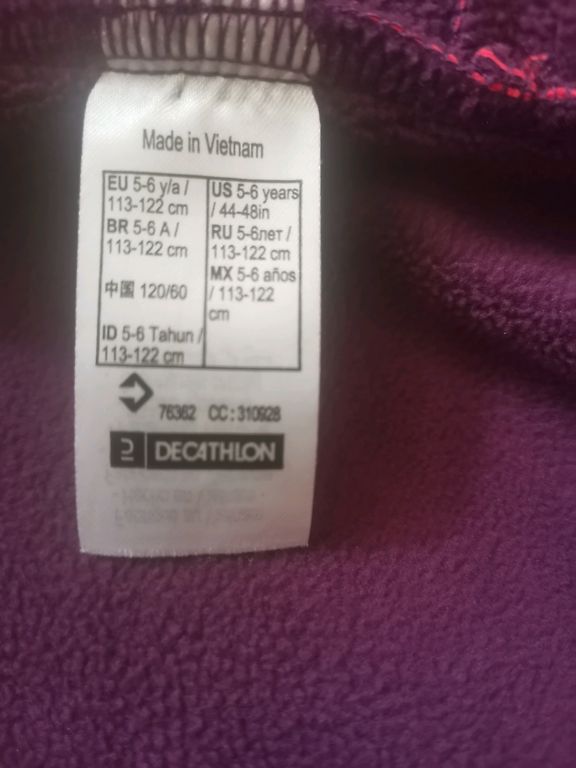 Made in Vietnam
EU 5-6 y/a /
113-122 cm
BR 5-6 A /
113-122 cm
中国 120/60
ID 5-6 Tahun /
113-122 cm
US 5-6 years
/ 44-48in
RU 5-6лет /
113-122 cm
MX 5-6 años
/ 113-122
cm
76362 CC:310928
DECATHLON